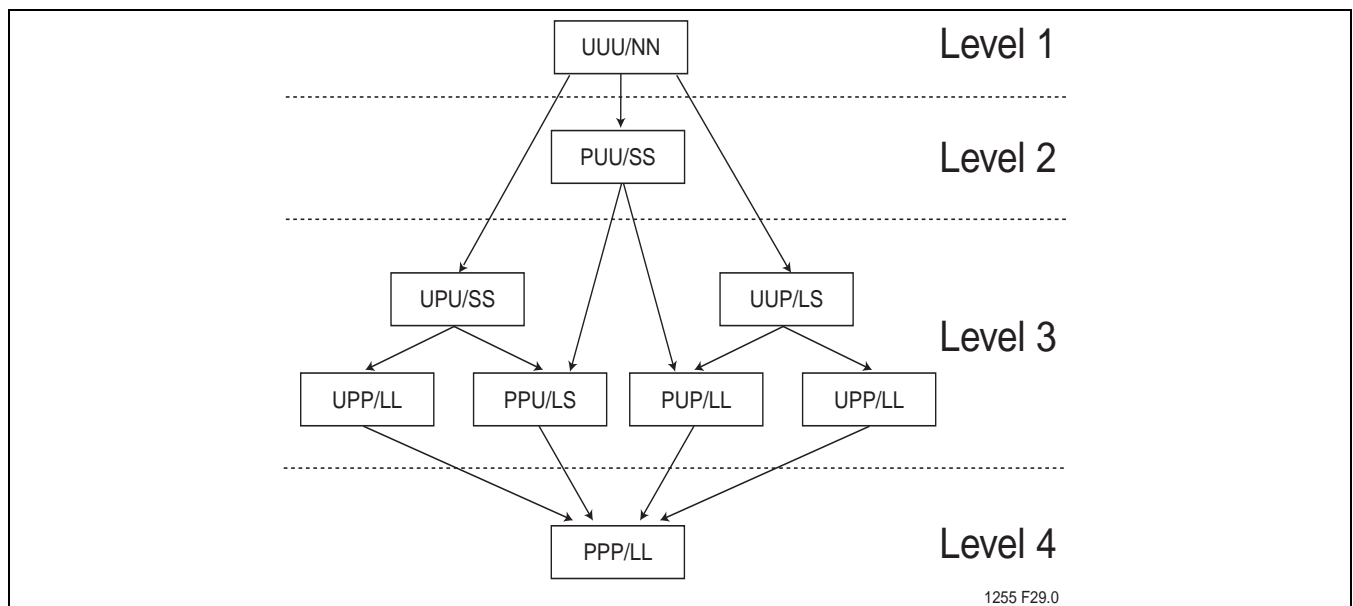 UUU/NN
Level 1
PUU/SS
Level 2
UPU/SS
UUP/LS
Level 3
UPP/LL
PPU/LS
PUP/LL
UPP/LL
PPP/LL
Level 4
1255 F29.0